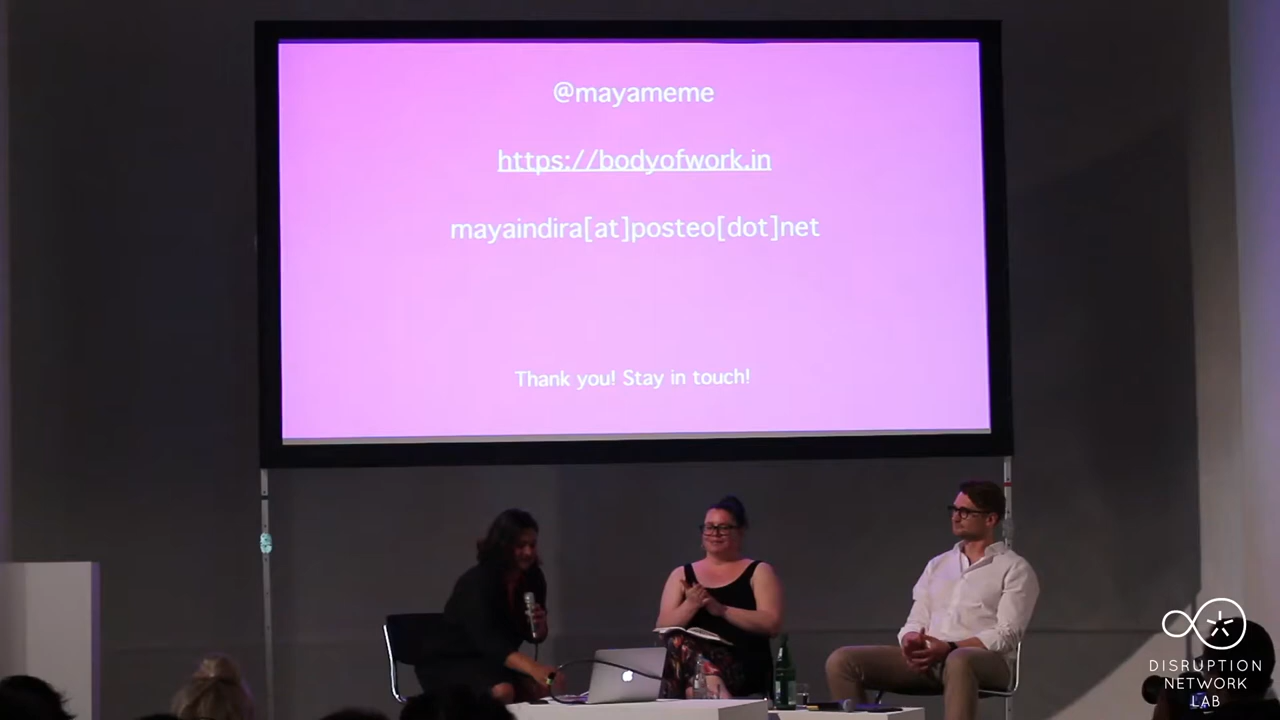 @mayameme
https://bodyofwork.in
mayaindira[at]posteo[dot]net
Thank you! Stay in touch!
DISRUPTION
NETWORK
LAB